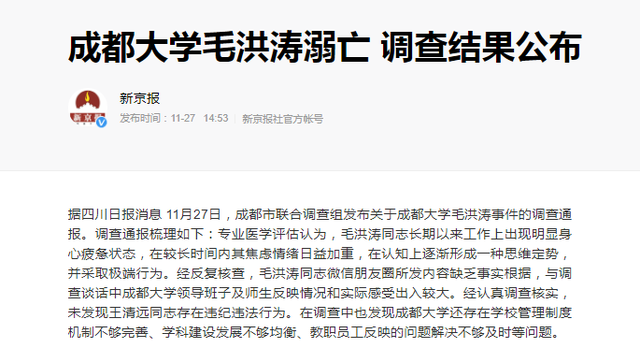 成都大学毛洪涛溺亡 调查结果公布
新京报
新京报
发布时间：11-27 14:53 新京报社官方帐号
据四川日报消息 11月27日，成都市联合调查组发布关于成都大学毛洪涛事件的调查通
报。调查通报梳理如下：专业医学评估认为，毛洪涛同志长期以来工作上出现明显身
心疲惫状态，在较长时间内其焦虑情绪日益加重，在认知上逐渐形成一种思维定势，
并采取极端行为。经反复核查，毛洪涛同志微信朋友圈所发内容缺乏事实根据，与调
查谈话中成都大学领导班子及师生反映情况和实际感受出入较大。经认真调查核实，
未发现王清远同志存在违纪违法行为。在调查中也发现成都大学还存在学校管理制度
机制不够完善、学科建设发展不够均衡、教职员工反映的问题解决不够及时等问题。